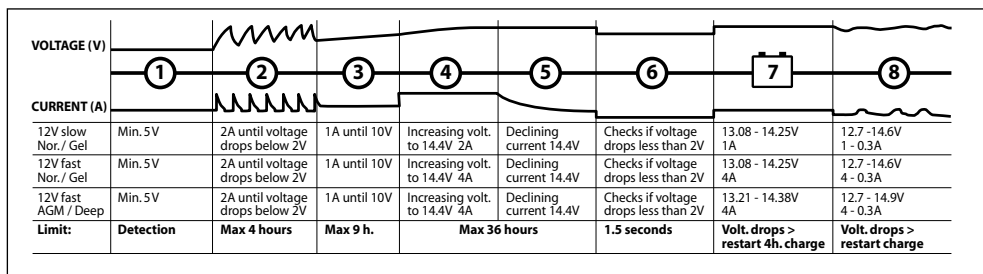 VOLTAGE (V)
1 2 3 4 5 6 7 8
CURRENT (A)
12V slow Nor./ Gel
Min. 5V
2A until voltage drops below 2V
1A until 10V
Increasing volt. to 14.4V 2A
Declining current 14.4V
Checks if voltage drops less than 2V
13.08 - 14.25V 1A
12.7 -14.6V 1 - 0.3A
12V fast Nor./ Gel
Min. 5V
2A until voltage drops below 2V
1A until 10V
Increasing volt. to 14.4V 4A
Declining current 14.4V
Checks if voltage drops less than 2V
13.08 - 14.25V 4A
12.7 -14.6V 4 - 0.3A
12V fast AGM / Deep
Min. 5V
2A until voltage drops below 2V
1A until 10V
Increasing volt. to 14.4V 4A
Declining current 14.4V
Checks if voltage drops less than 2V
13.21 - 14.38V 4A
12.7 - 14.9V 4 - 0.3A
Limit:
Detection
Max 4 hours
Max 9 h.
Max 36 hours
1.5 seconds
Volt. drops > restart 4h. charge
Volt. drops > restart charge